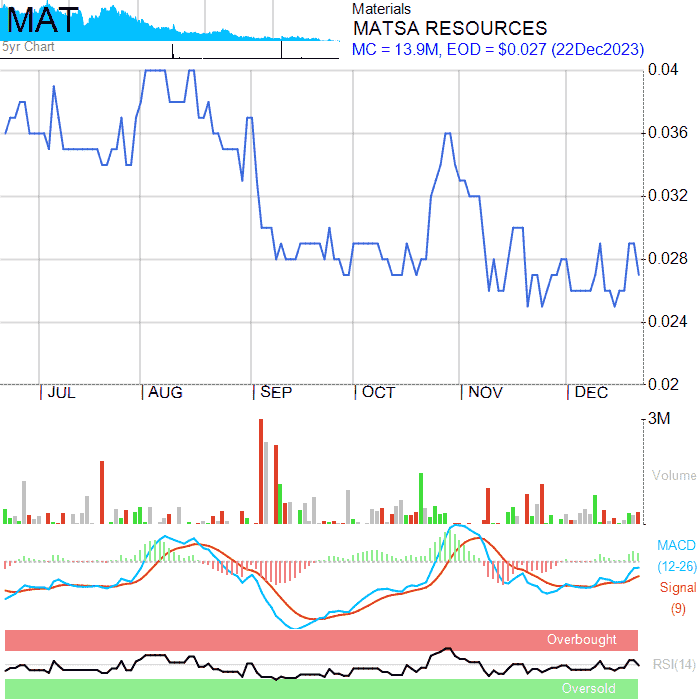 MAT
5yr Chart
Materials
MATSA RESOURCES
MC = 13.9M, EOD = $0.027 (22Dec2023)
0.04
0.036
0.032
0.028
0.024
0.02
JUL AUG SEP OCT NOV DEC
3M
Volume
MACD
(12-26)
Signal
(9)
Overbought
RSI(14)
Oversold